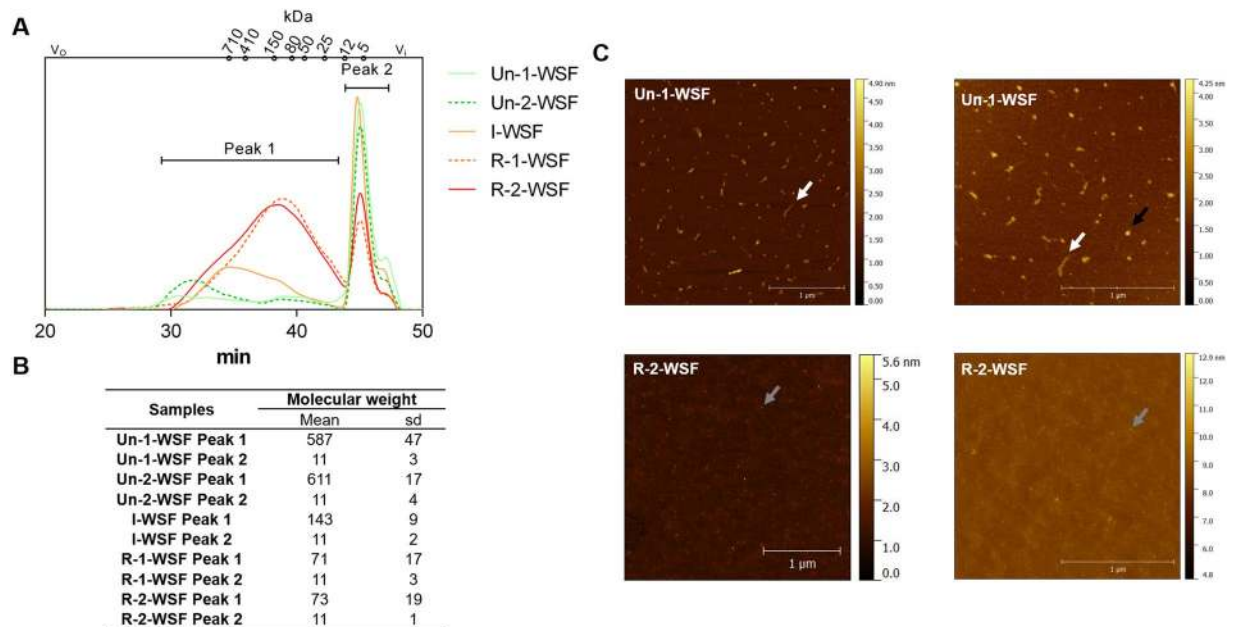 A
kDa
710 410 150 80 50 25 12 5
Vo Vi
Peak 2
Peak 1
20 30 40 50
min
Un-1-WSF
Un-2-WSF
I-WSF
R-1-WSF
R-2-WSF
B
Samples Molecular weight
Mean sd
Un-1-WSF Peak 1 587 47
Un-1-WSF Peak 2 11 3
Un-2-WSF Peak 1 611 17
Un-2-WSF Peak 2 11 4
I-WSF Peak 1 143 9
I-WSF Peak 2 11 2
R-1-WSF Peak 1 71 17
R-1-WSF Peak 2 11 3
R-2-WSF Peak 1 73 19
R-2-WSF Peak 2 11 1
C
Un-1-WSF
1 µm
4.90 nm
4.00
3.50
3.00
2.50
2.00
1.50
1.00
0.50
0.00
Un-1-WSF
1 µm
4.25 nm
3.50
3.00
2.50
2.00
1.50
1.00
0.50
0.00
R-2-WSF
1 µm
5.6 nm
5.0
4.0
3.0
2.0
1.0
0.0
R-2-WSF
1 µm
12.0 nm
11.0
10.0
9.0
8.0
7.0
6.0
4.8